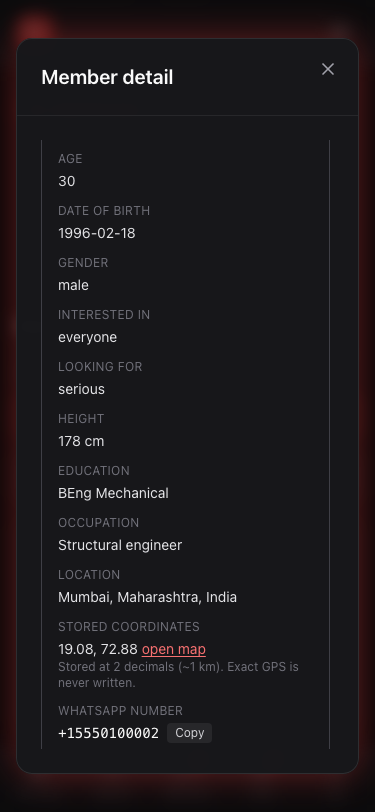 Member detail
AGE
30
DATE OF BIRTH
1996-02-18
GENDER
male
INTERESTED IN
everyone
LOOKING FOR
serious
HEIGHT
178 cm
EDUCATION
BEng Mechanical
OCCUPATION
Structural engineer
LOCATION
Mumbai, Maharashtra, India
STORED COORDINATES
19.08, 72.88 open map
Stored at 2 decimals (~1 km). Exact GPS is
never written.
WHATSAPP NUMBER
+15550100002 Copy